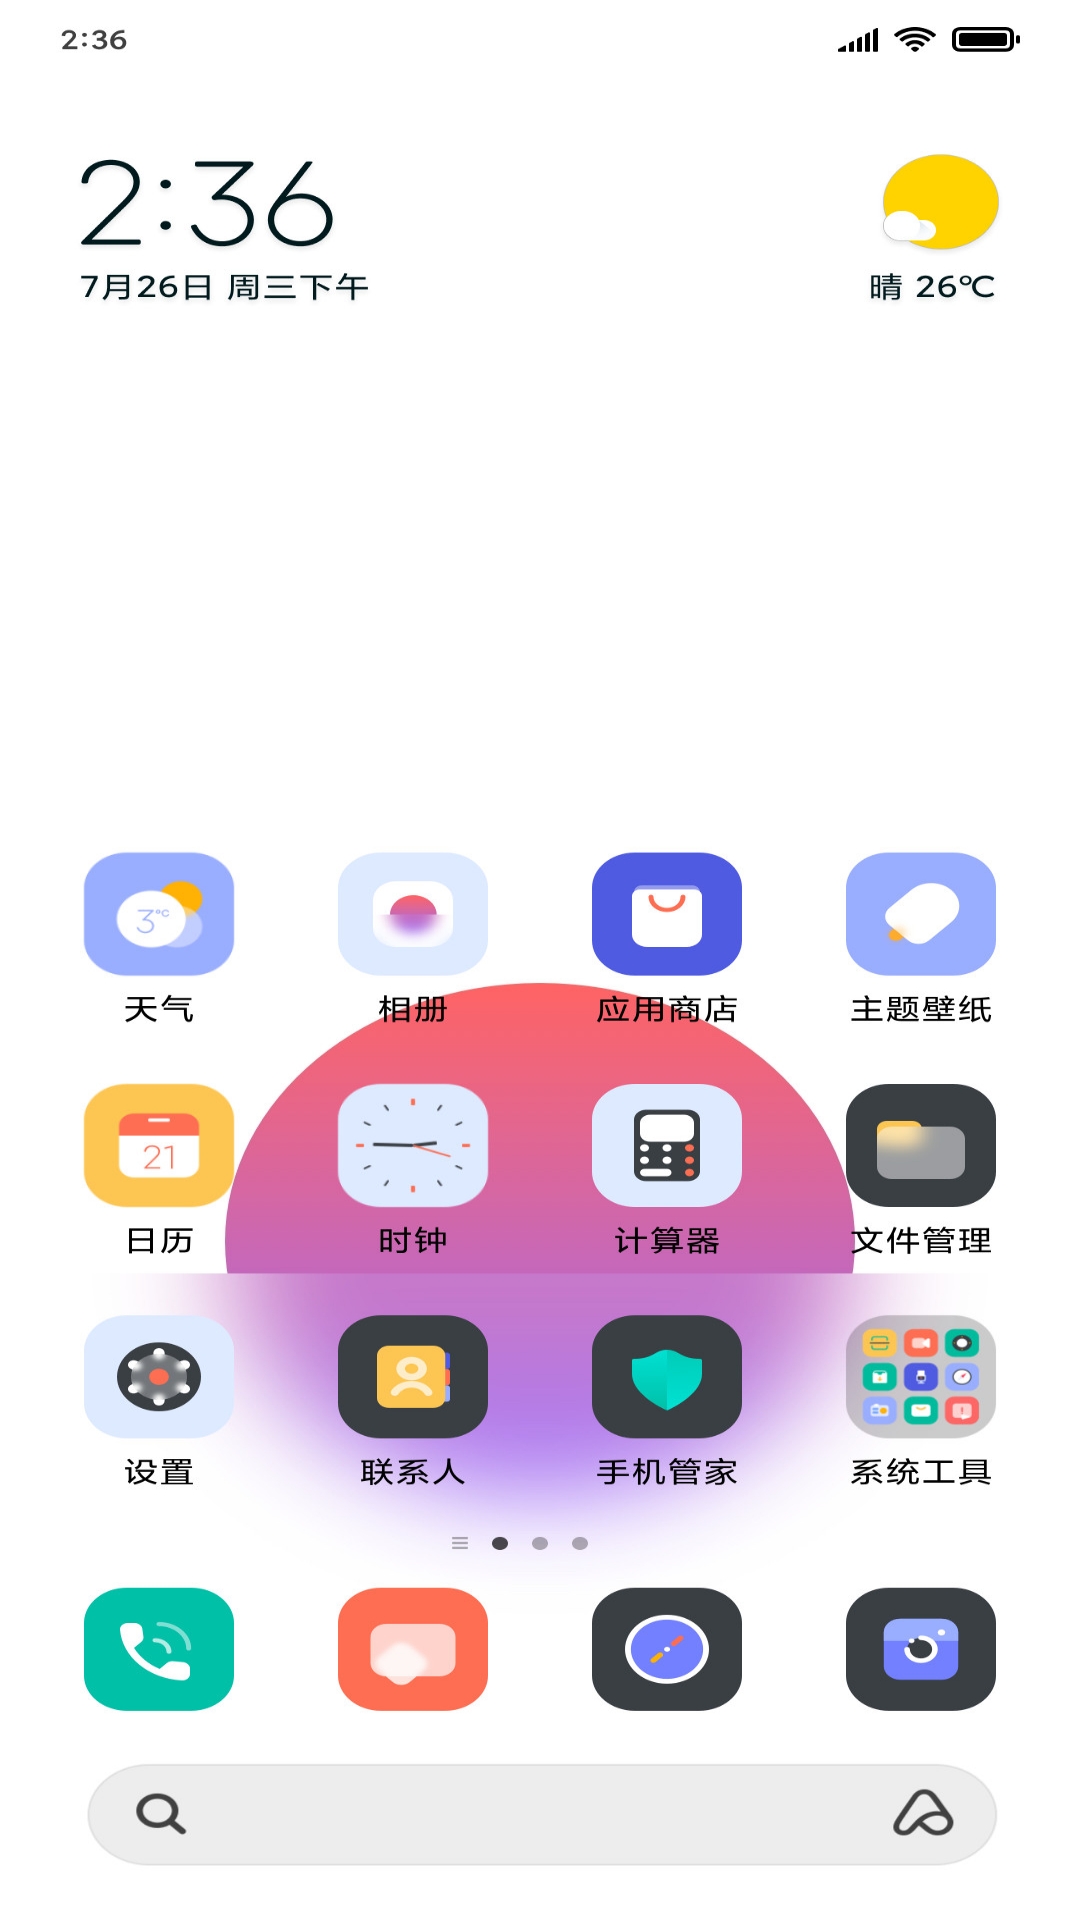 2:36
2:36
7月26日 周三下午
晴 26℃
3°C
天气 相册 应用商店 主题壁纸
21
日历 时钟 计算器 文件管理
设置 联系人 手机管家 系统工具